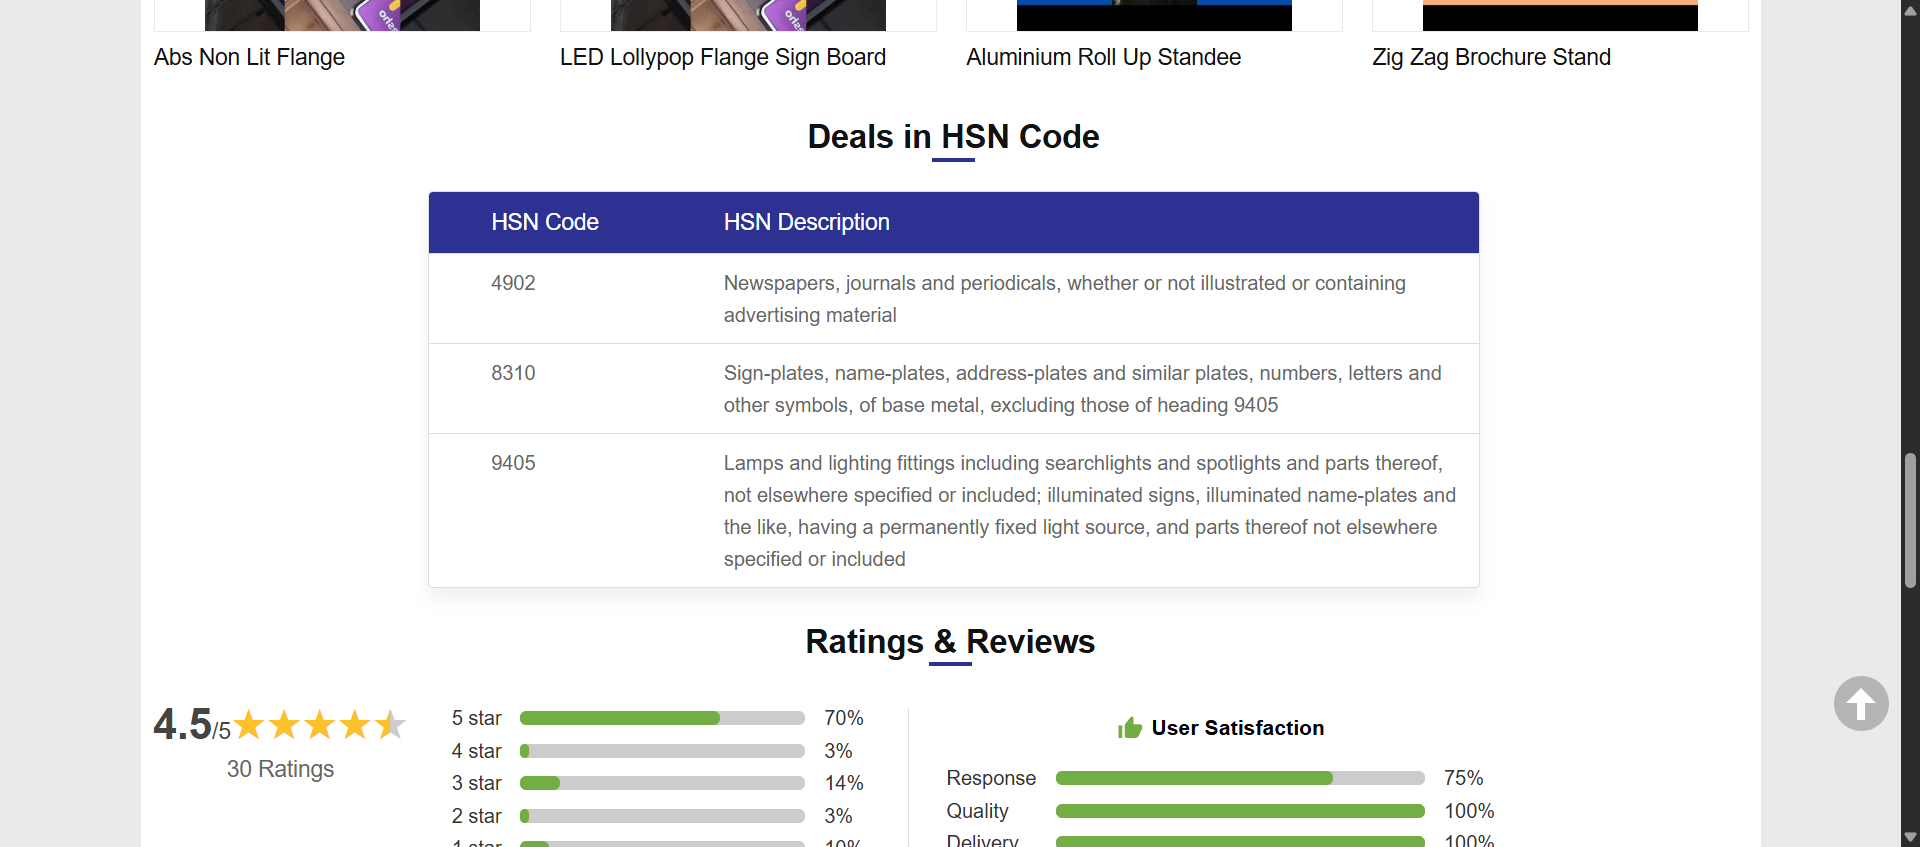 Abs Non Lit Flange
LED Lollypop Flange Sign Board
Aluminium Roll Up Standee
Zig Zag Brochure Stand
Deals in HSN Code
HSN Code HSN Description
4902 Newspapers, journals and periodicals, whether or not illustrated or containing
advertising material
8310 Sign-plates, name-plates, address-plates and similar plates, numbers, letters and
other symbols, of base metal, excluding those of heading 9405
9405 Lamps and lighting fittings including searchlights and spotlights and parts thereof,
not elsewhere specified or included; illuminated signs, illuminated name-plates and
the like, having a permanently fixed light source, and parts thereof not elsewhere
specified or included
Ratings & Reviews
4.5/5
30 Ratings
5 star 70%
4 star 3%
3 star 14%
2 star 3%
1 star 10%
User Satisfaction
Response 75%
Quality 100%
Delivery 100%